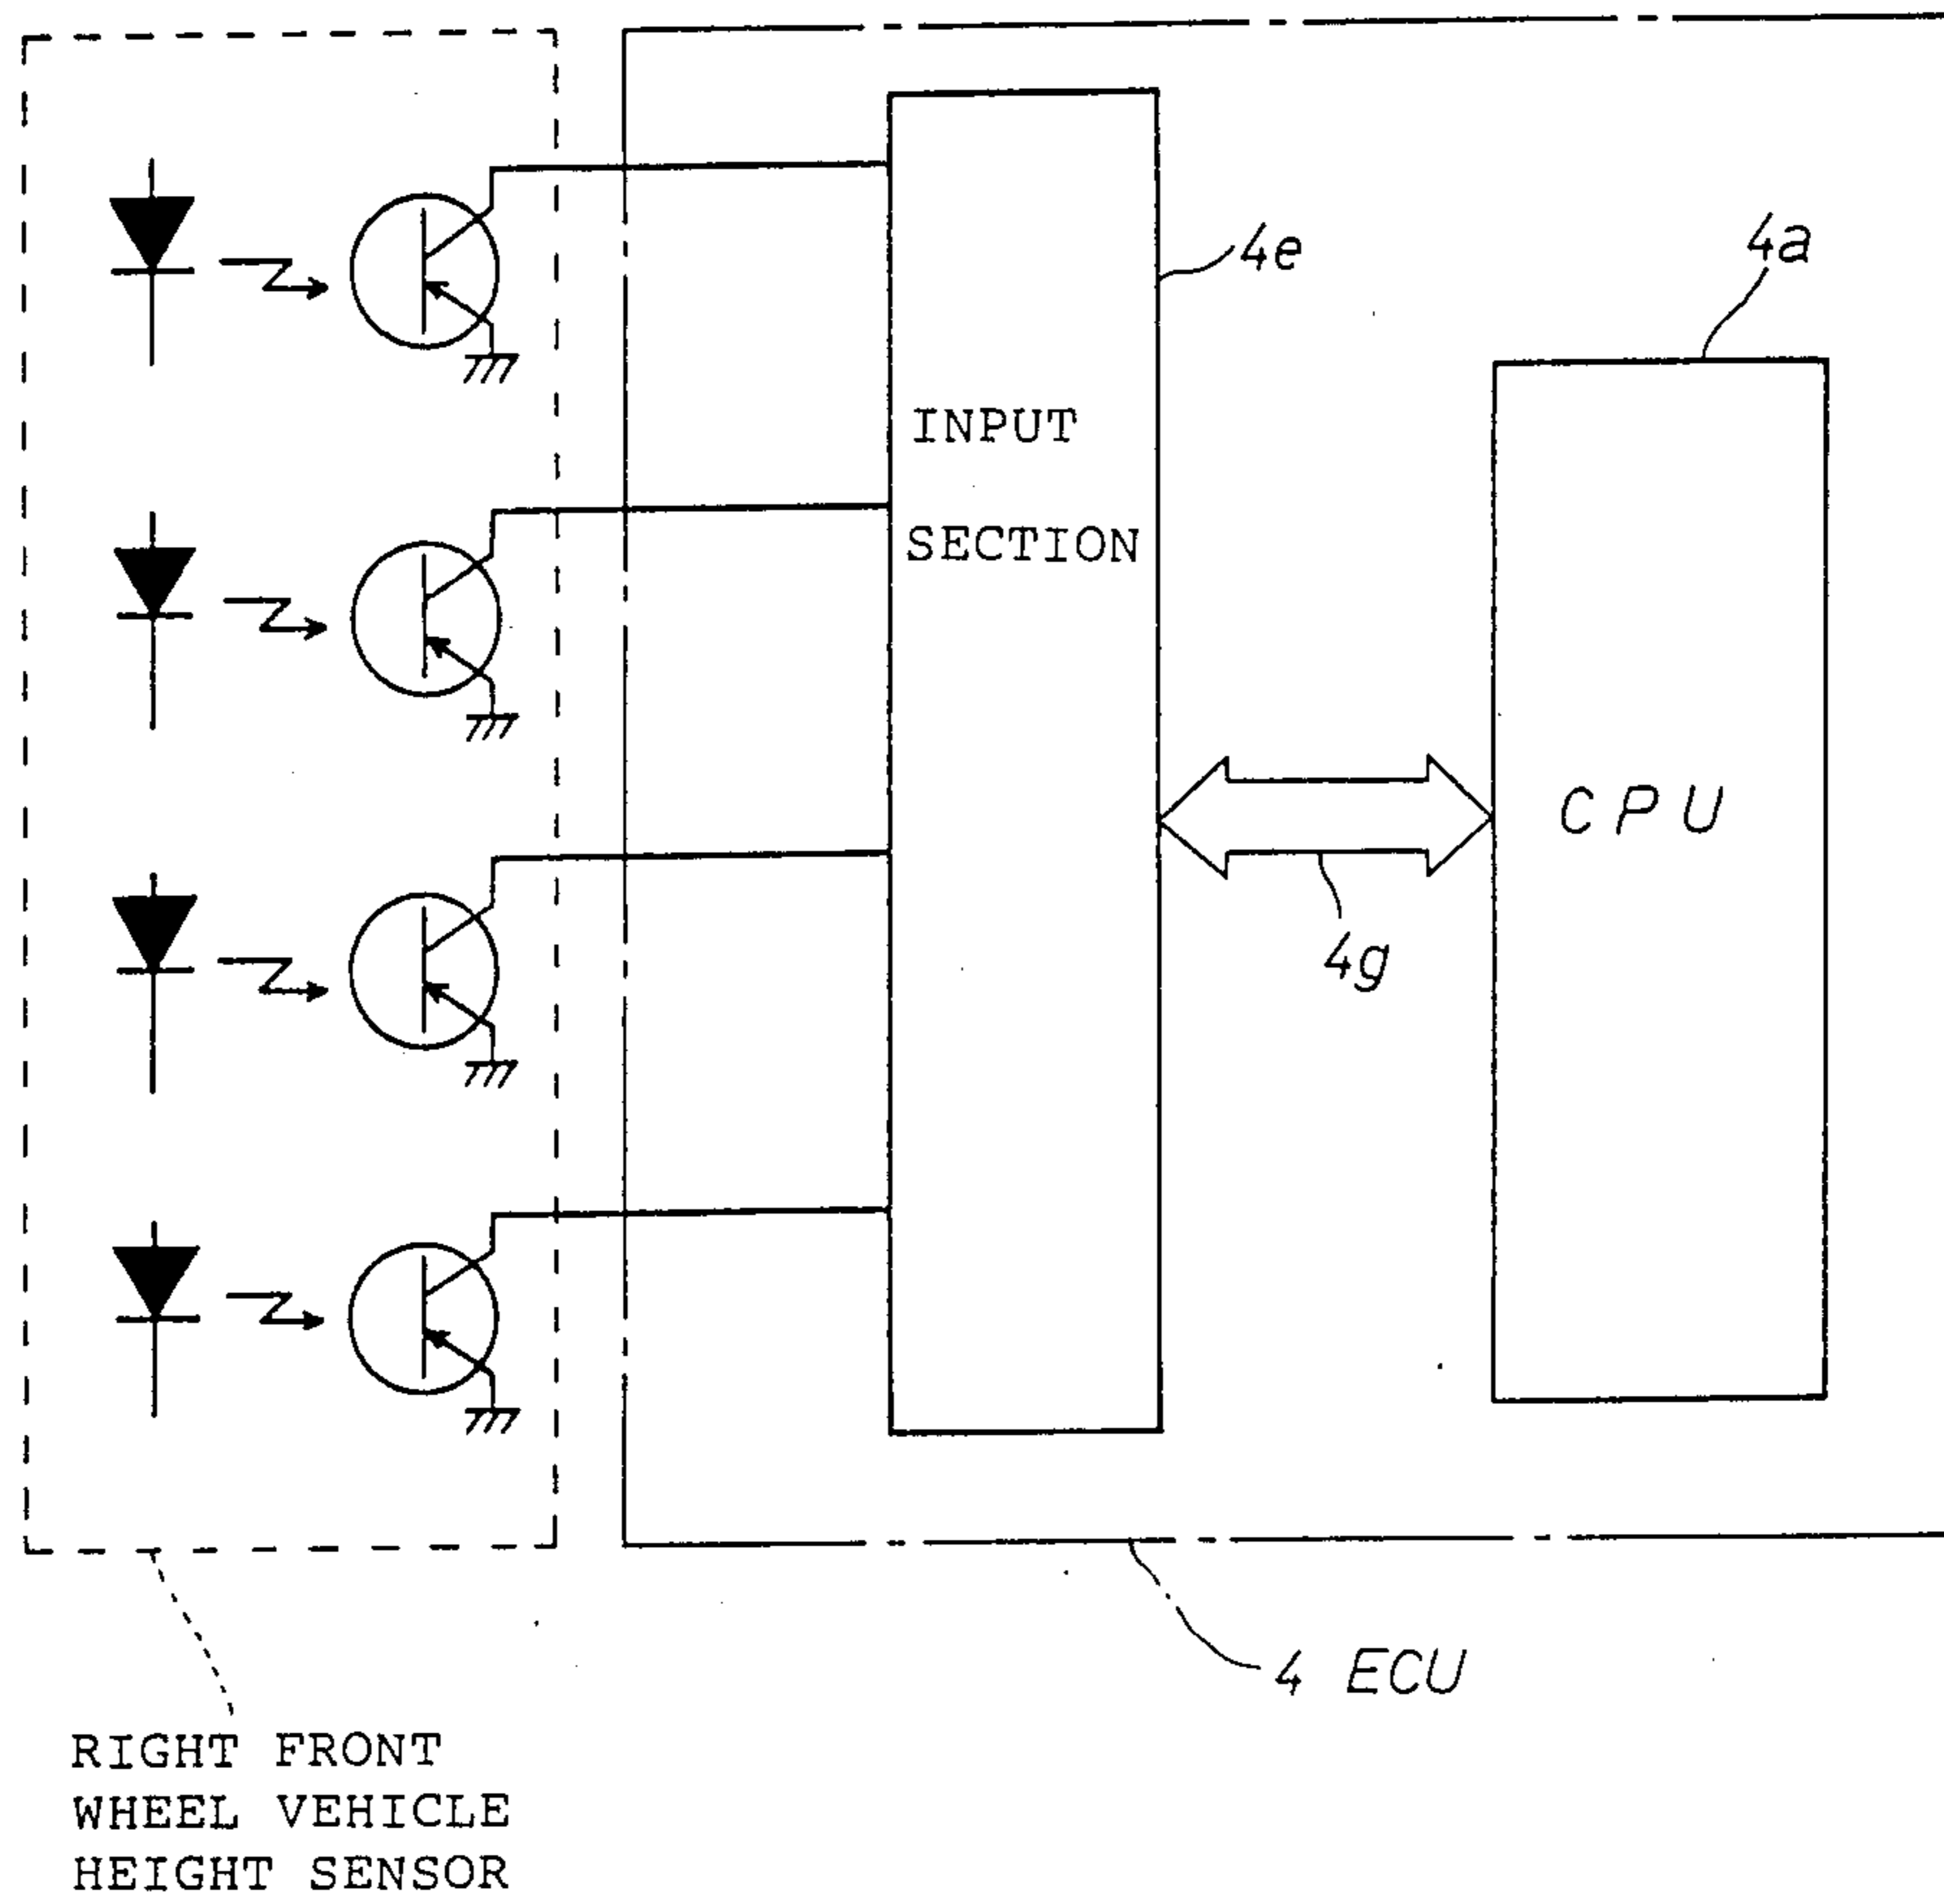 4e
4a
INPUT
SECTION
CPU
4g
4 ECU
RIGHT FRONT
WHEEL VEHICLE
HEIGHT SENSOR